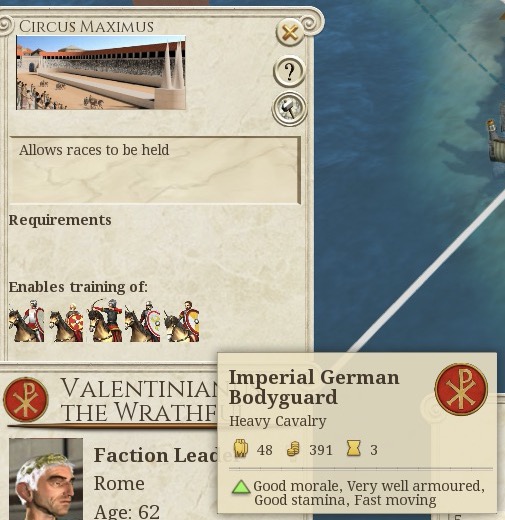 Circus Maximus
Allows races to be held
Requirements
Enables training of:
Imperial German
Bodyguard
Heavy Cavalry
48 391 3
Good morale, Very well armoured,
Good stamina, Fast moving
Valentinian
the Wrathf
Faction Lead
Rome
Age: 62